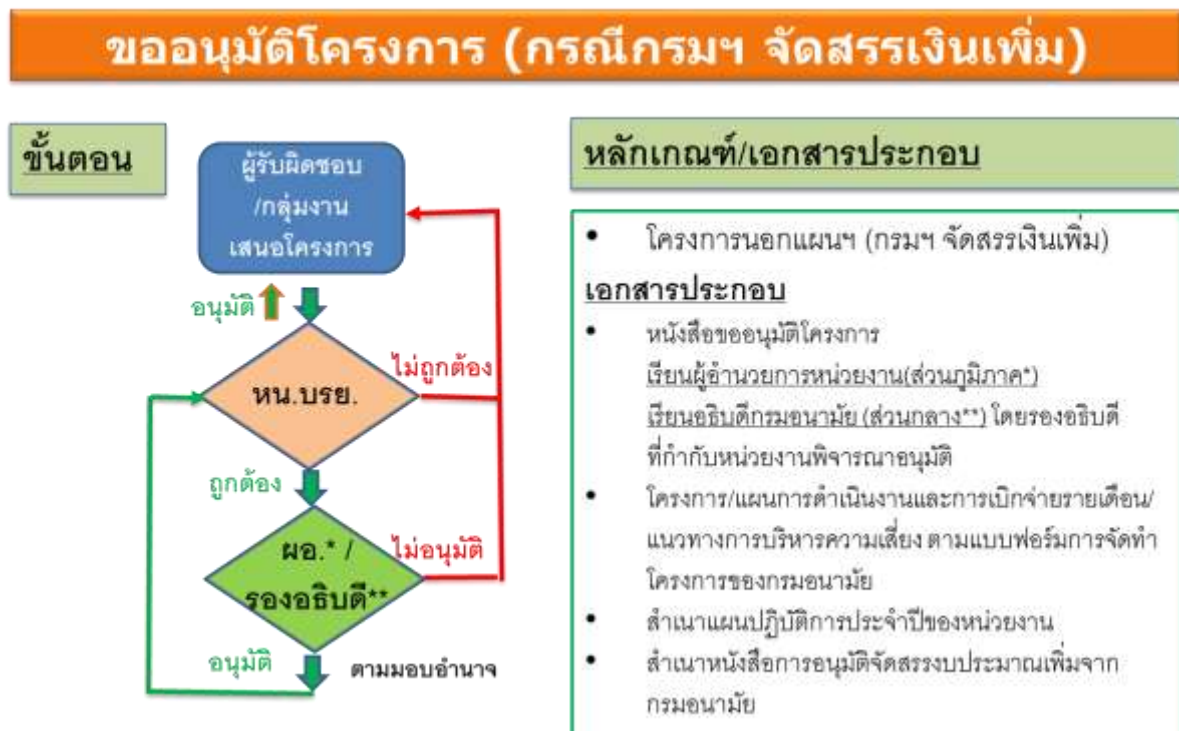 ขออนุมัติโครงการ (กรณีกรมฯ จัดสรรเงินเพิ่ม)
ขั้นตอน
ผู้รับผิดชอบ
/กลุ่มงาน
เสนอโครงการ
อนุมัติ
หน.บรย.
ไม่ถูกต้อง
ถูกต้อง
ผอ.* /
รองอธิบดี**
ไม่อนุมัติ
อนุมัติ
ตามมอบอำนาจ
หลักเกณฑ์/เอกสารประกอบ
• โครงการนอกแผนฯ (กรมฯ จัดสรรเงินเพิ่ม)
เอกสารประกอบ
• หนังสือขออนุมัติโครงการ
เรียนผู้อำนวยการหน่วยงาน(ส่วนภูมิภาค*)
เรียนอธิบดีกรมอนามัย (ส่วนกลาง**) โดยรองอธิบดี
ที่กำกับหน่วยงานพิจารณาอนุมัติ
• โครงการ/แผนการดำเนินงานและการเบิกจ่ายรายเดือน/
แนวทางการบริหารความเสี่ยง ตามแบบฟอร์มการจัดทำ
โครงการของกรมอนามัย
• สำเนาแผนปฏิบัติการประจำปีของหน่วยงาน
• สำเนาหนังสือการอนุมัติจัดสรรงบประมาณเพิ่มจาก
กรมอนามัย